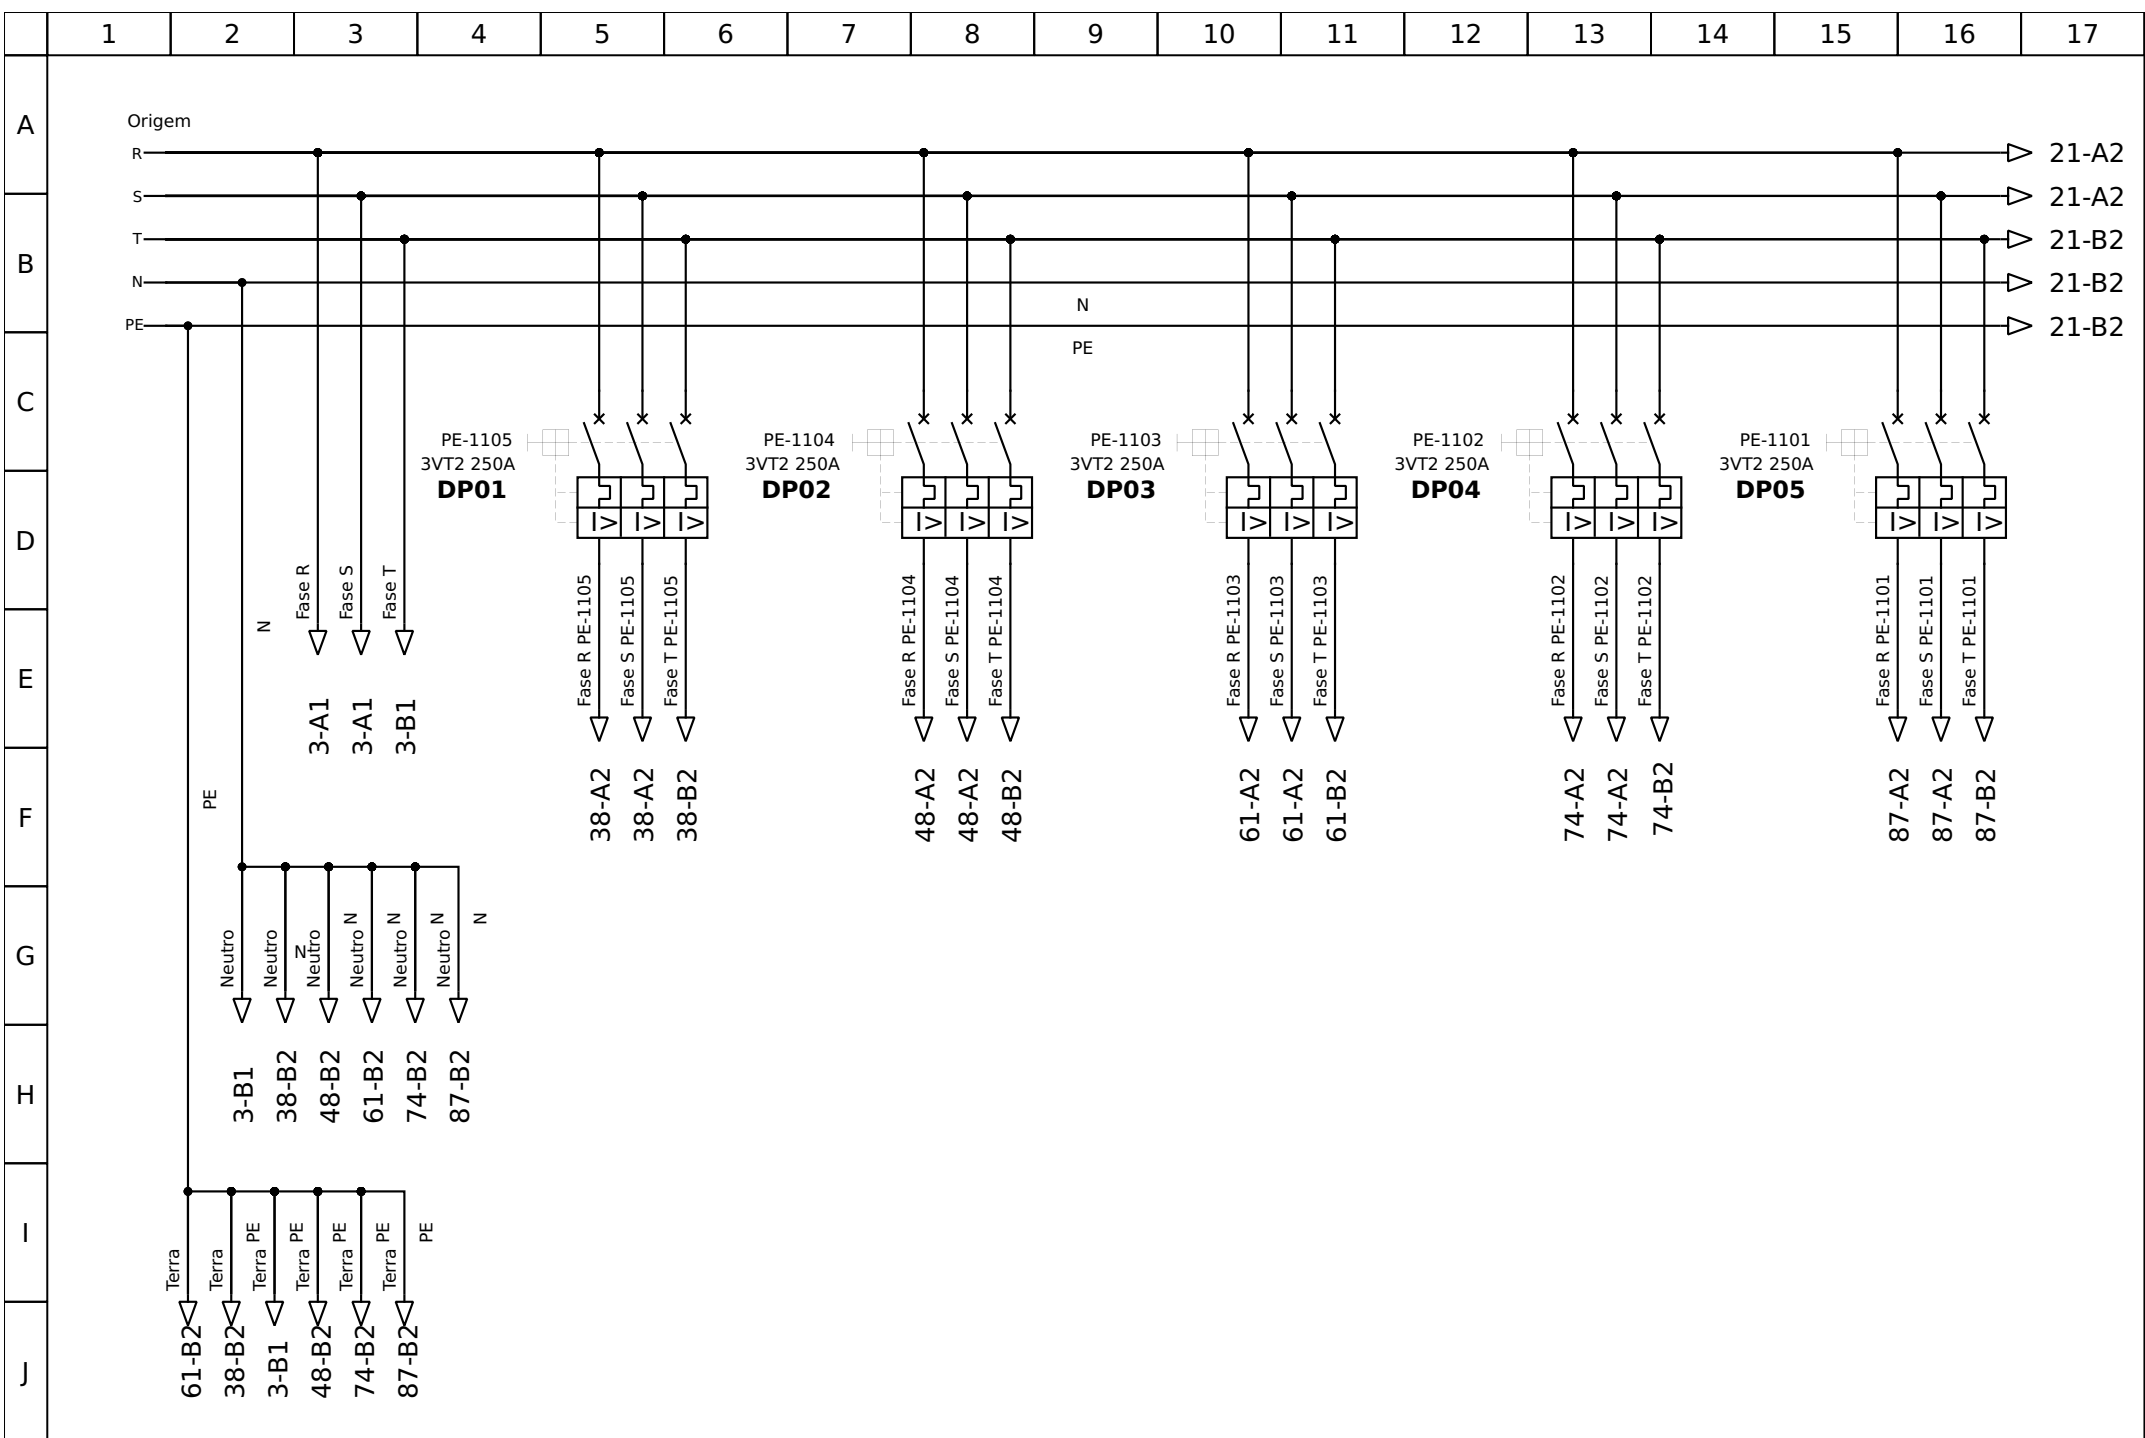 1 2 3 4 5 6 7 8 9 10 11 12 13 14 15 16 17
A
Origem
R 21-A2
S 21-A2
B
T 21-B2
N 21-B2
N
PE 21-B2
PE
C
PE-1105 PE-1104 PE-1103 PE-1102 PE-1101
3VT2 250A 3VT2 250A 3VT2 250A 3VT2 250A 3VT2 250A
DP01 DP02 DP03 DP04 DP05
I> I> I> I> I> I> I> I> I> I> I> I> I> I> I>
D
N
Fase R
Fase S
Fase T
Fase R PE-1105
Fase S PE-1105
Fase T PE-1105
Fase R PE-1104
Fase S PE-1104
Fase T PE-1104
Fase R PE-1103
Fase S PE-1103
Fase T PE-1103
Fase R PE-1102
Fase S PE-1102
Fase T PE-1102
Fase R PE-1101
Fase S PE-1101
Fase T PE-1101
E
3-A1
3-A1
3-B1
F
PE
38-A2
38-A2
38-B2
48-A2
48-A2
48-B2
61-A2
61-A2
61-B2
74-A2
74-A2
74-B2
87-A2
87-A2
87-B2
G
Neutro
Neutro
N
Neutro
N
Neutro
N
Neutro
N
Neutro
N
H
3-B1
38-B2
48-B2
61-B2
74-B2
87-B2
I
Terra
Terra
PE
Terra
PE
Terra
PE
Terra
PE
Terra
PE
J
61-B2
38-B2
3-B1
48-B2
74-B2
87-B2